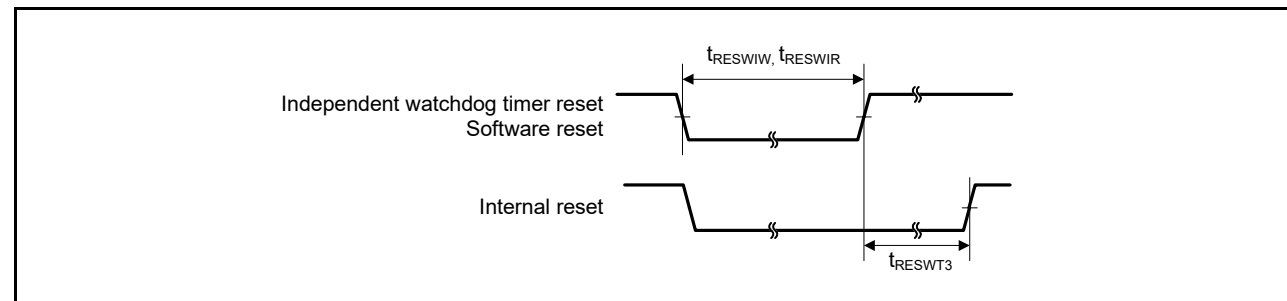 tRESWIW, tRESWIR
Independent watchdog timer reset
Software reset
Internal reset
tRESWT3